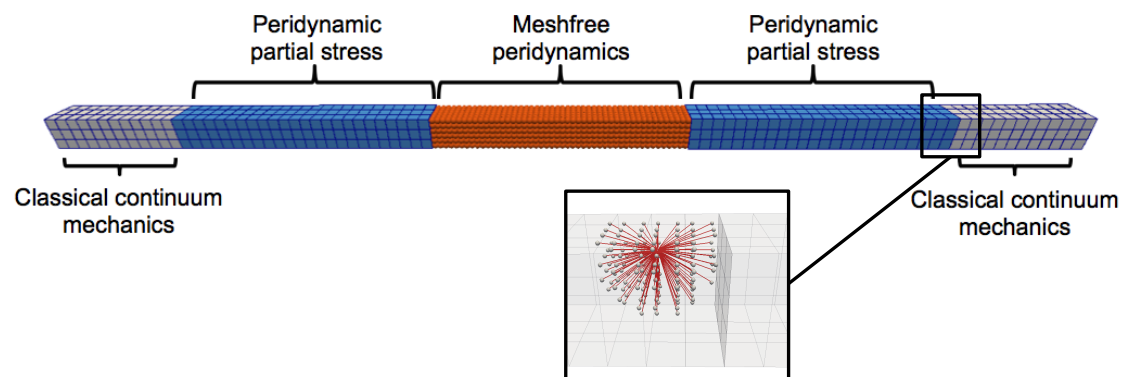 Peridynamic
partial stress
Meshfree
peridynamics
Peridynamic
partial stress
Classical continuum
mechanics
Classical continuum
mechanics